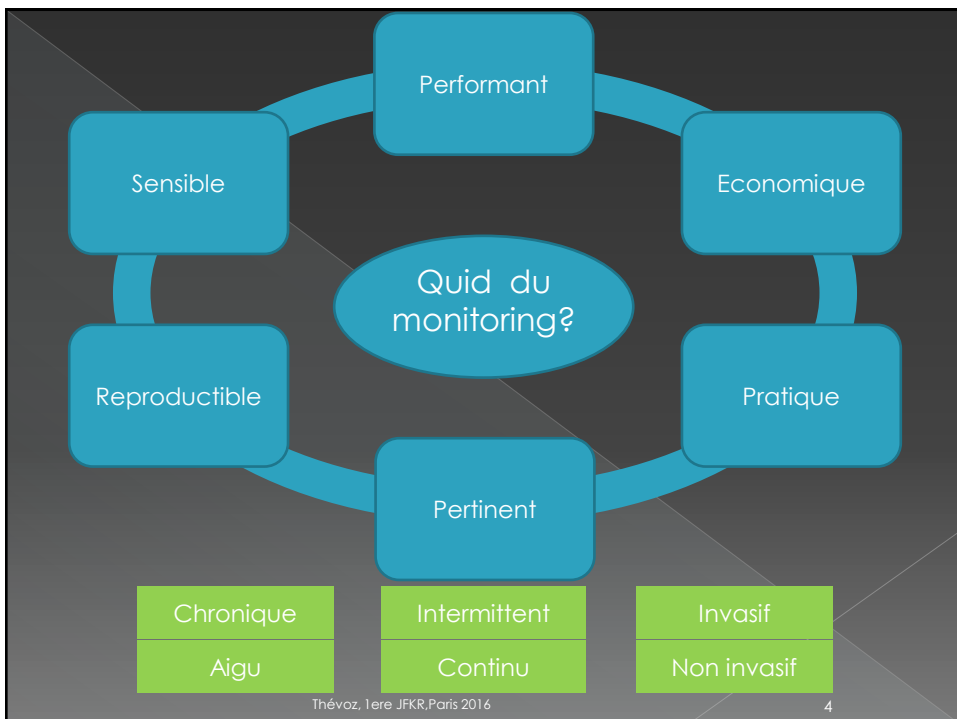 Performant
Sensible
Economique
Quid du
monitoring?
Reproductible
Pratique
Pertinent
Chronique
Intermittent
Invasif
Aigu
Continu
Non invasif
Thévoz, 1ere JFKR,Paris 2016
4